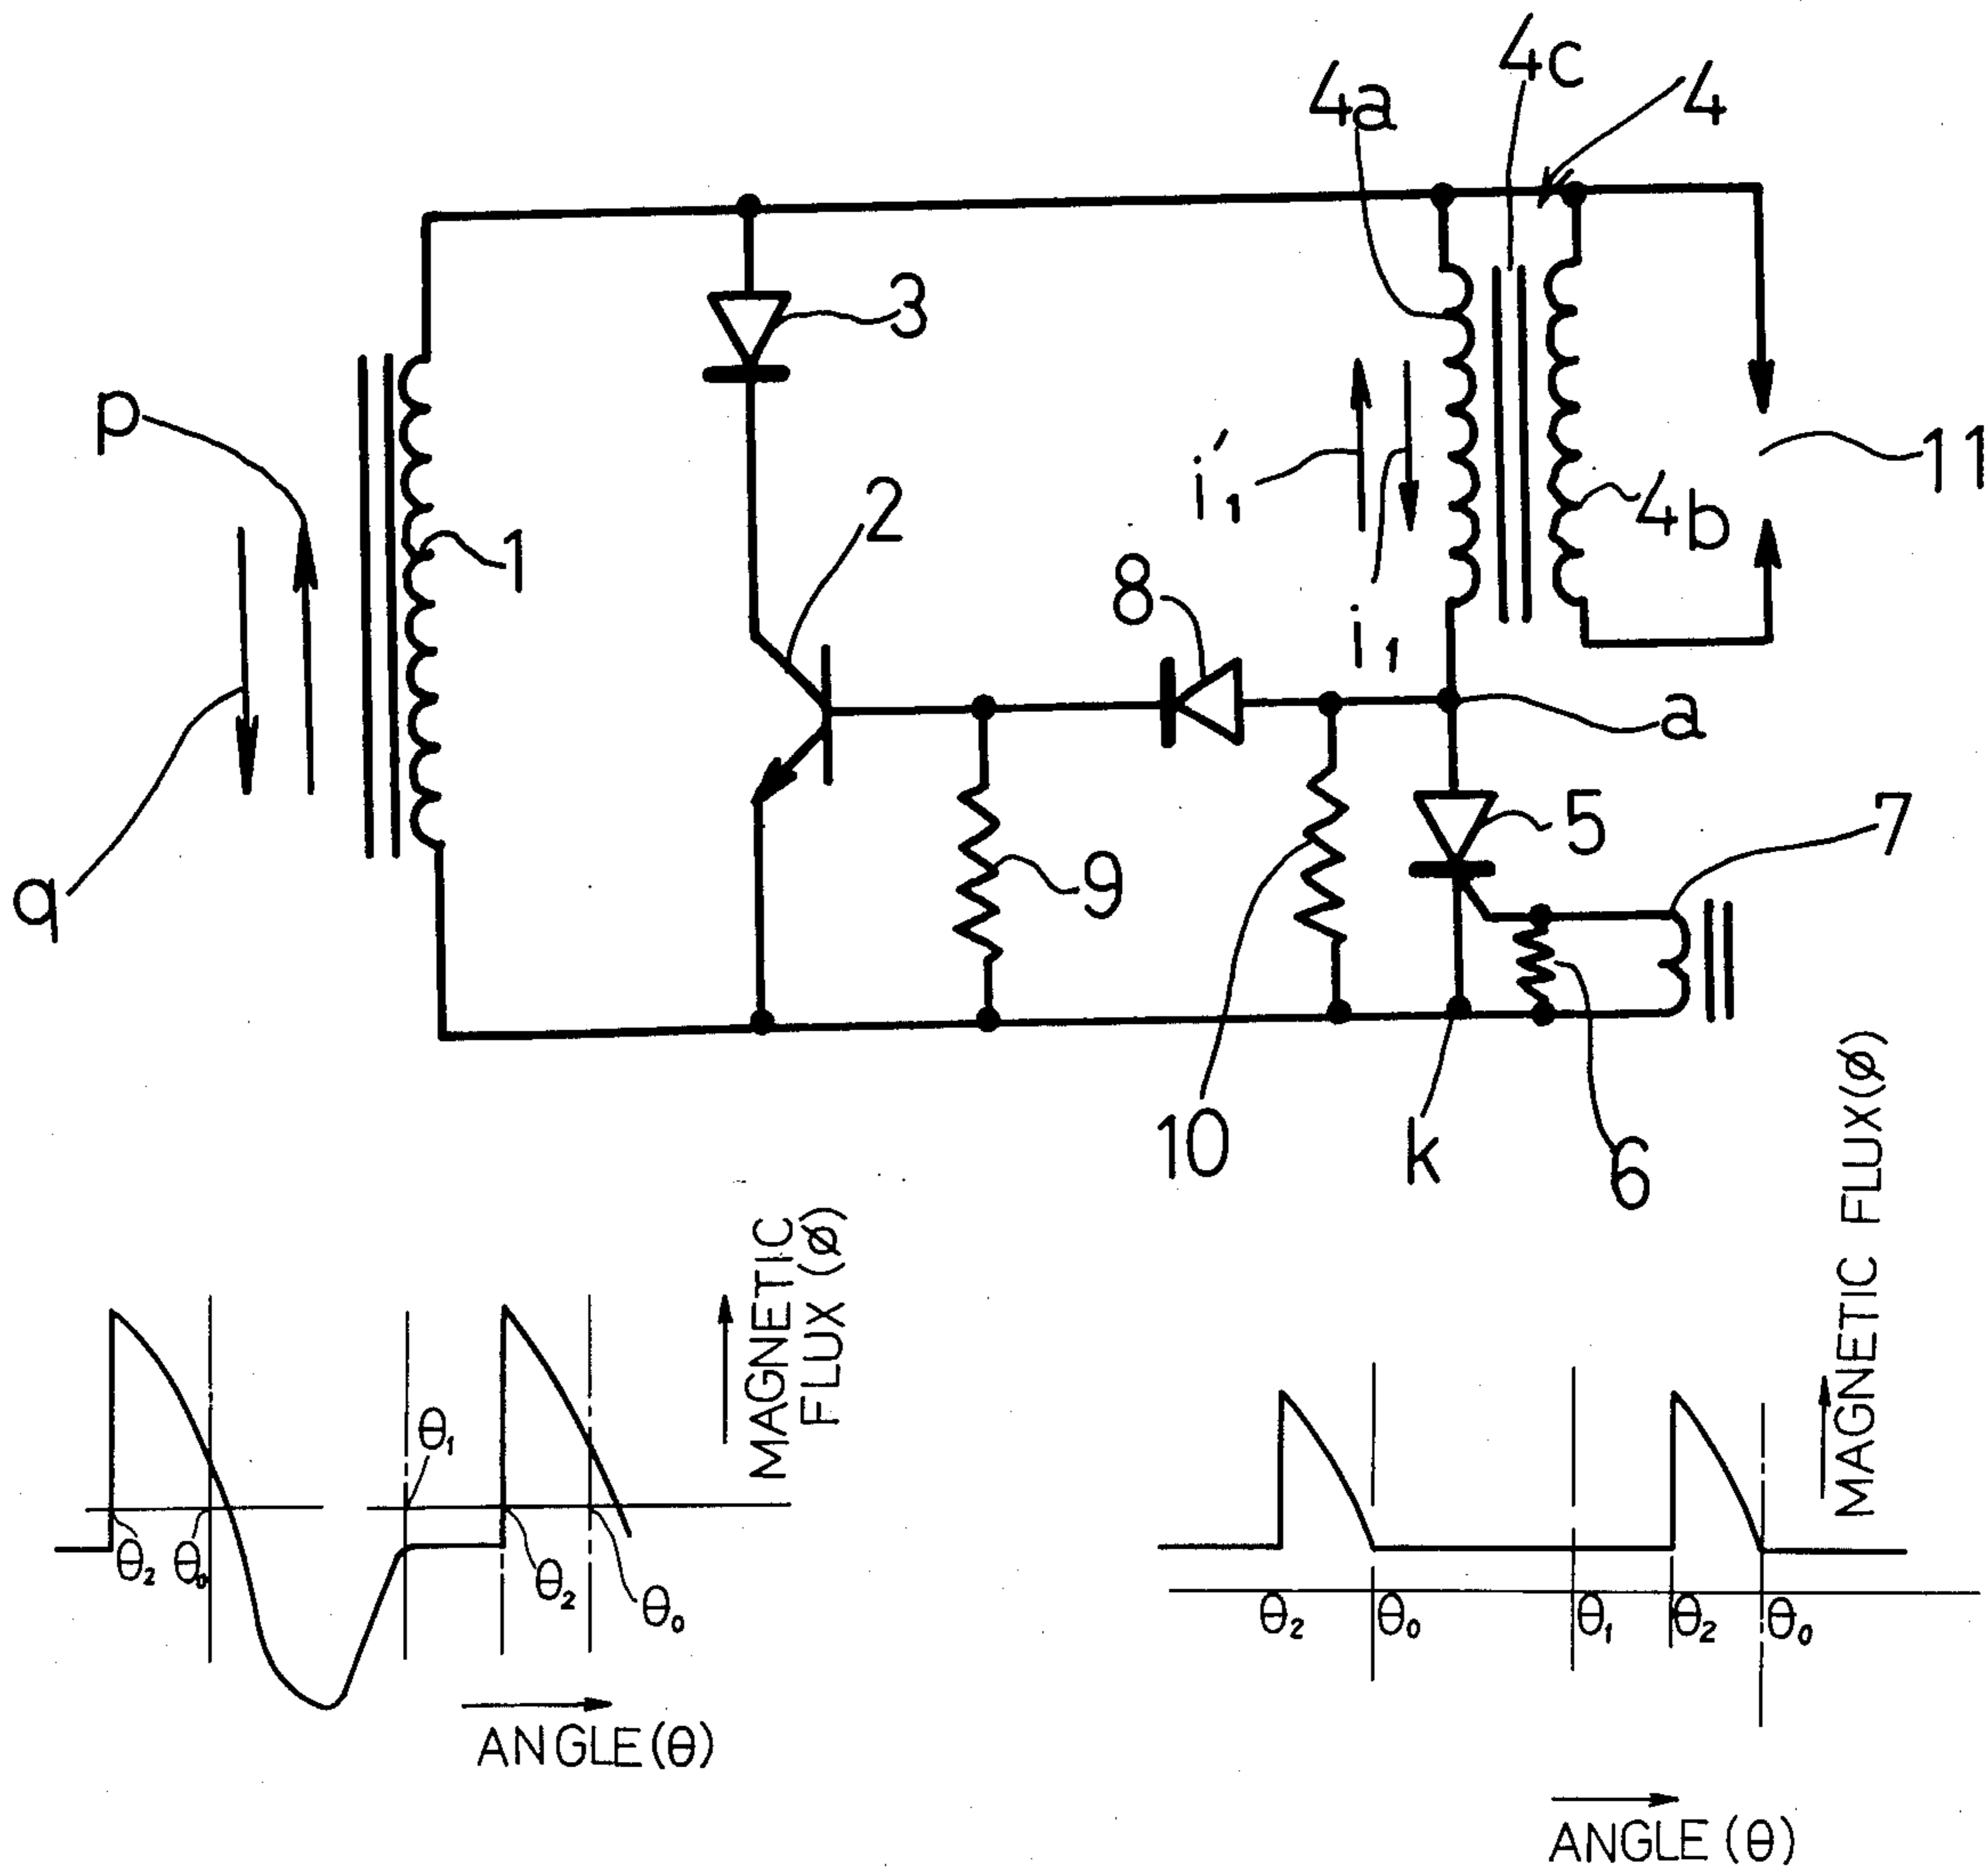 4c
4a
4
3
p
11
2
i'₁
4b
1
8
i₁
a
5
7
q
9
10
k
6
MAGNETIC
FLUX (ø)
MAGNETIC FLUX(ø)
θ₁
θ₂
θ₀
θ₂
θ₀
θ₂
θ₀
θ₁
θ₂
θ₀
ANGLE(θ)
ANGLE(θ)